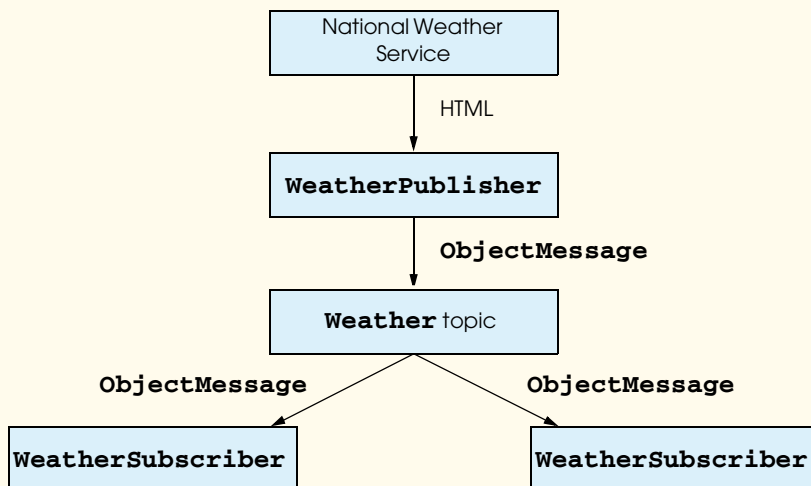 National Weather
Service
HTML
WeatherPublisher
ObjectMessage
Weather topic
ObjectMessage
ObjectMessage
WeatherSubscriber
WeatherSubscriber